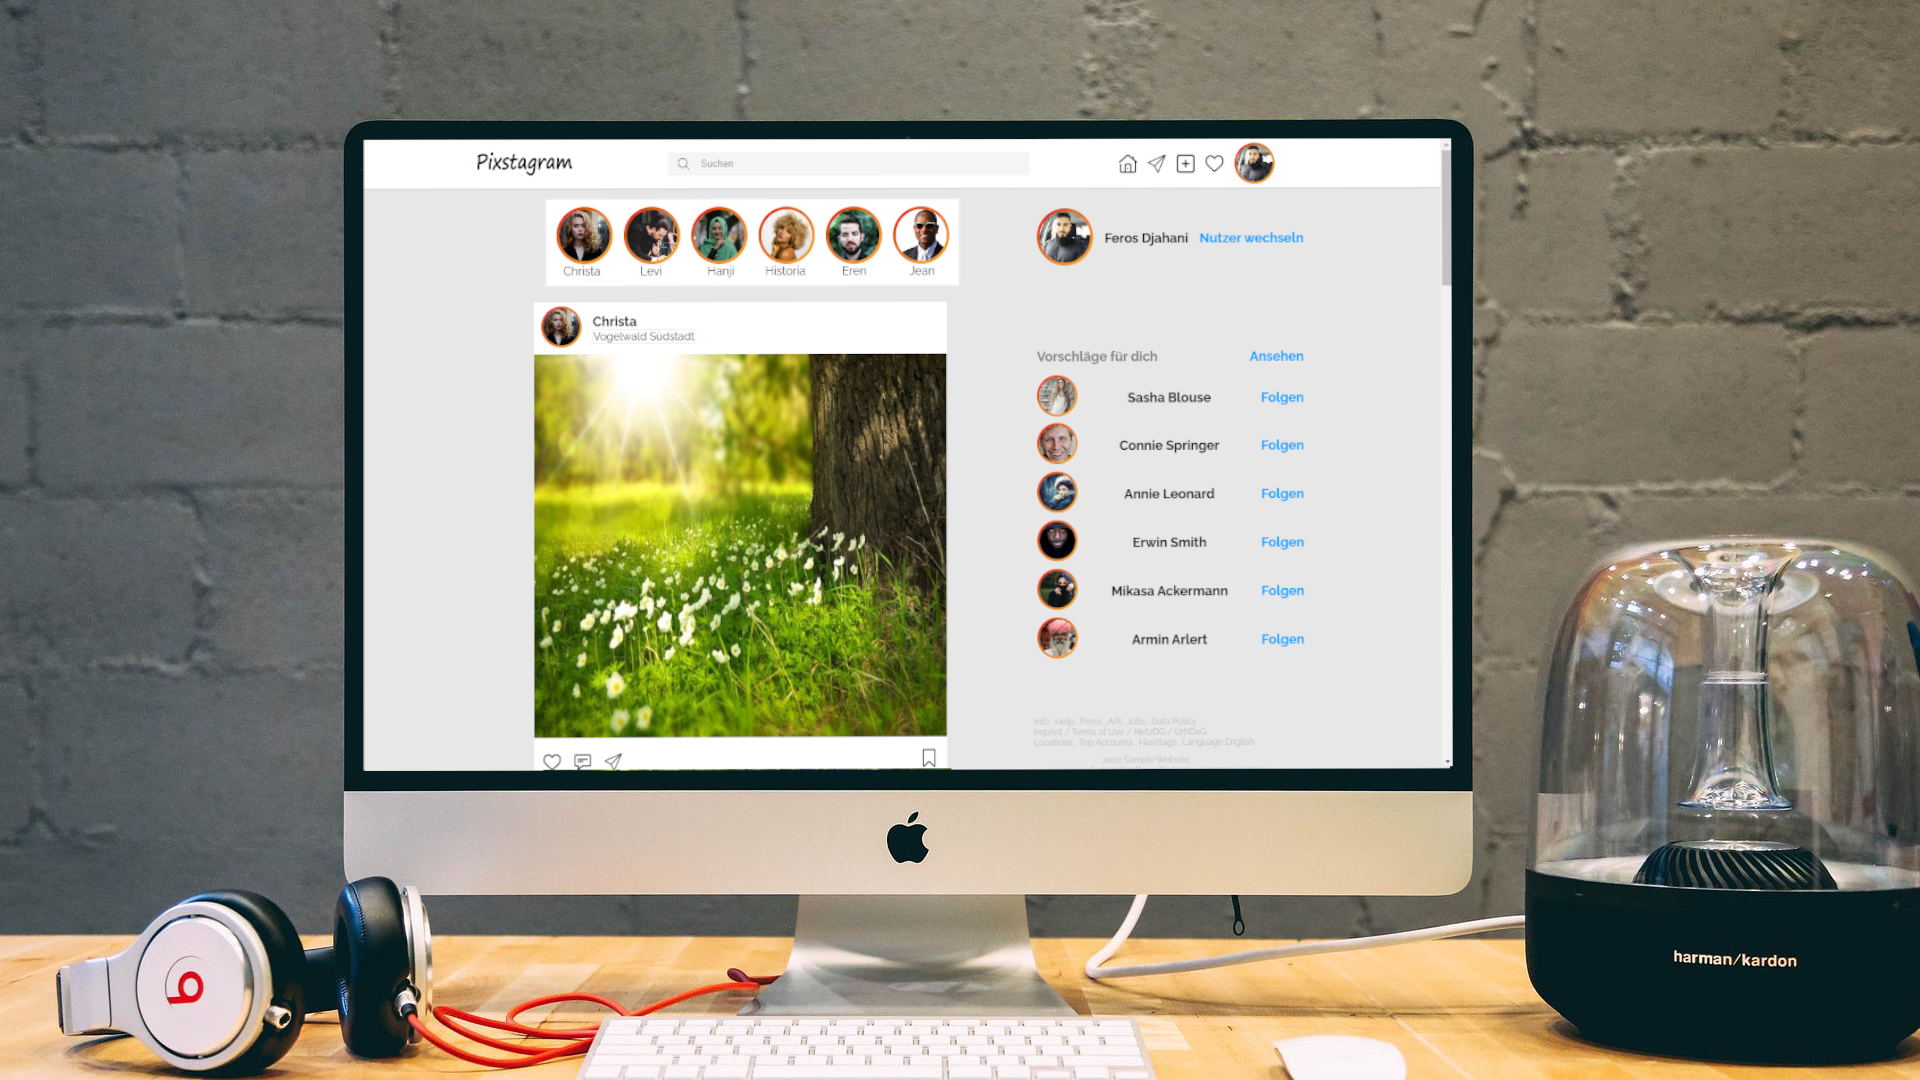 Pixstagram
Suchen
Christa
Levi
Hanji
Historia
Eren
Jean
Feros Djahani Nutzer wechseln
Christa
Vogelwald Südstadt
Vorschläge für dich Ansehen
Sasha Blouse Folgen
Connie Springer Folgen
Annie Leonard Folgen
Erwin Smith Folgen
Mikasa Ackermann Folgen
Armin Arlert Folgen
Info . Help . Press . API . Jobs . Data Policy
Imprint / Terms of Use / NetzDG / UrhDaG
Locations . Top Accounts . Hashtags . Language English
2022 Sample Website
harman/kardon
b